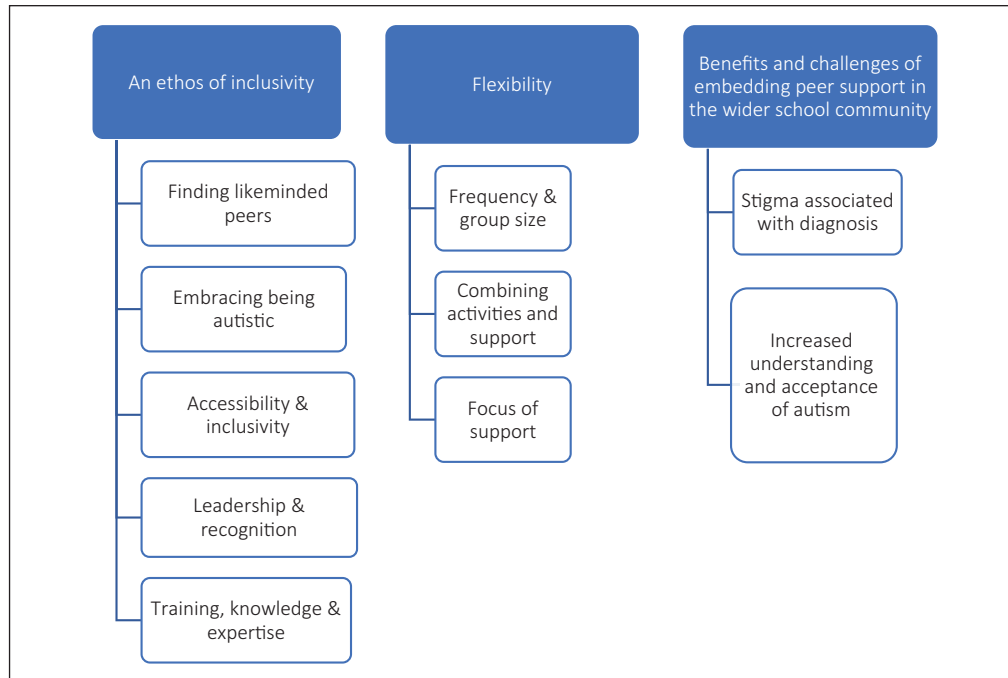 An ethos of inclusivity
Finding likeminded
peers
Embracing being
autistic
Accessibility &
inclusivity
Leadership &
recognition
Training, knowledge &
expertise
Flexibility
Frequency &
group size
Combining
activities and
support
Focus of
support
Benefits and challenges of
embedding peer support in
the wider school community
Stigma associated
with diagnosis
Increased
understanding
and acceptance
of autism